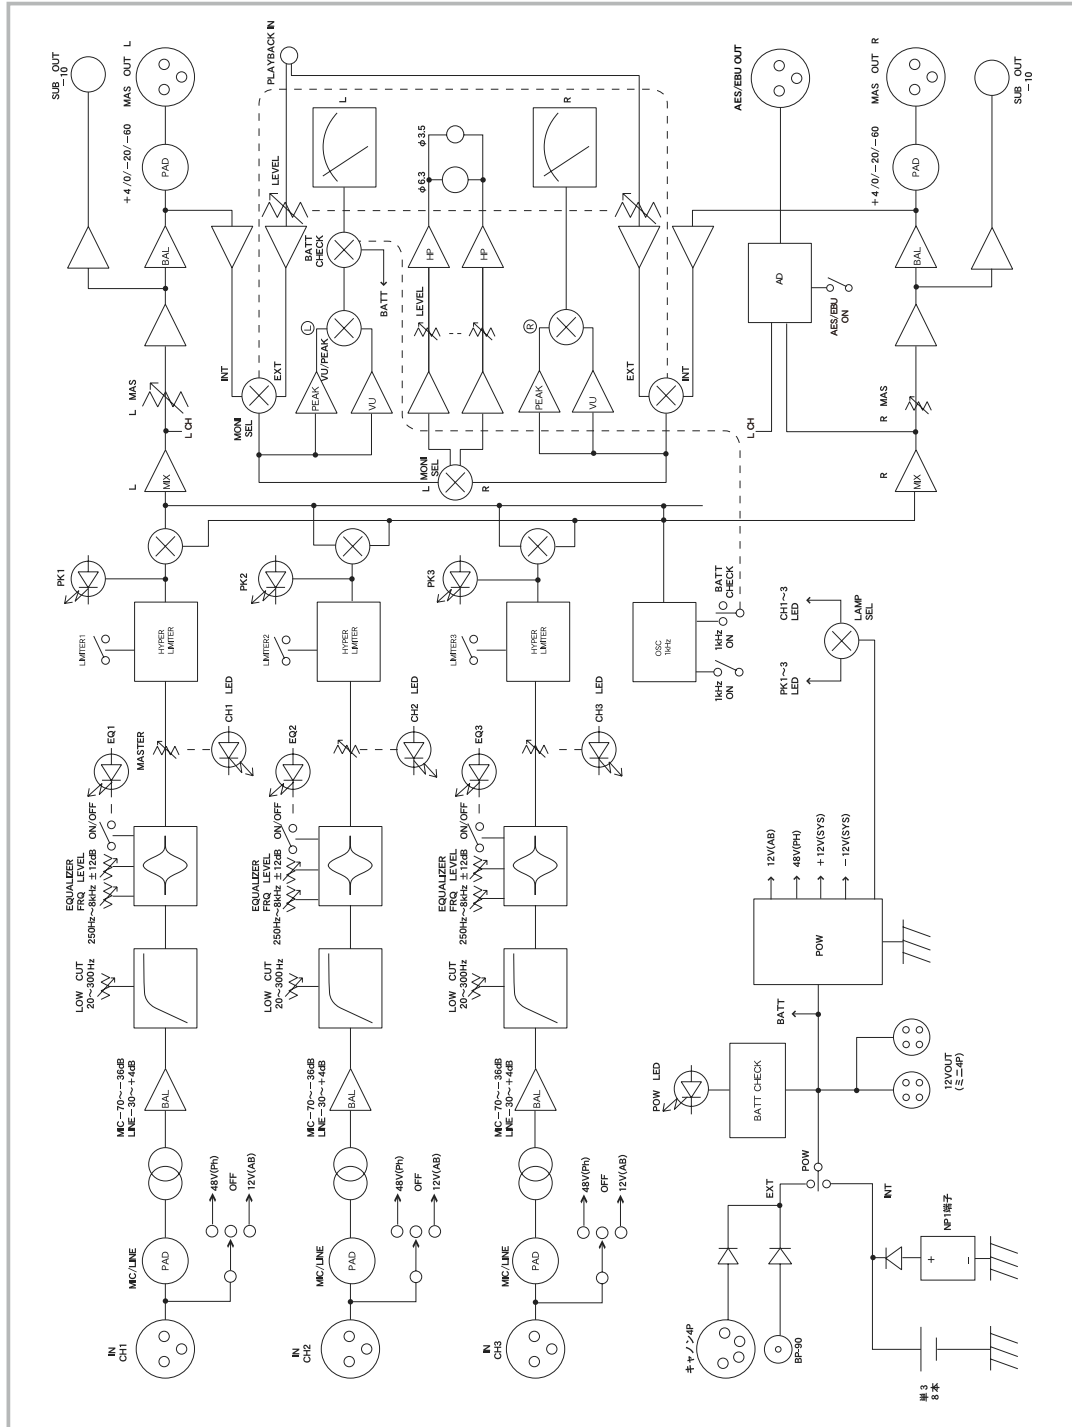 IN
CH1
MIC/LINE
PAD
48V(Ph)
OFF
12V(AB)
MIC−70～−36dB
LINE−30～+4dB
BAL
LOW CUT
20～300Hz
EQUALIZER
FRQ LEVEL
250Hz～8kHz ±12dB ON/OFF
EQ1
MASTER
CH1 LED
LIMITER1
HYPER
LIMITER
PK1
IN
CH2
MIC/LINE
PAD
48V(Ph)
OFF
12V(AB)
MIC−70～−36dB
LINE−30～+4dB
BAL
LOW CUT
20～300Hz
EQUALIZER
FRQ LEVEL
250Hz～8kHz ±12dB ON/OFF
EQ2
CH2 LED
LIMITER2
HYPER
LIMITER
PK2
IN
CH3
MIC/LINE
PAD
48V(Ph)
OFF
12V(AB)
MIC−70～−36dB
LINE−30～+4dB
BAL
LOW CUT
20～300Hz
EQUALIZER
FRQ LEVEL
250Hz～8kHz ±12dB ON/OFF
EQ3
CH3 LED
LIMITER3
HYPER
LIMITER
PK3
L
MIX
L CH
L MAS
BAL
PAD
+4/0/−20/−60
MAS OUT L
SUB OUT
−10
INT
EXT
MONI
SEL
LEVEL
PLAYBACK IN
PEAK
VU
VU/PEAK
Ⓛ
BATT
CHECK
BATT
L
L
MONI
SEL
R
LEVEL
HP
HP
φ6.3
φ3.5
PEAK
VU
Ⓡ
R
EXT
INT
L CH
AD
AES/EBU
ON
AES/EBU OUT
R
MIX
R MAS
BAL
PAD
+4/0/−20/−60
MAS OUT R
SUB OUT
−10
OSC
1kHz
1kHz
ON
1kHz
ON
BATT
CHECK
PK1～3
LED
CH1～3
LED
LAMP
SEL
キャノン4P
BP-90
EXT
POW
INT
NP1端子
+
−
単3
8本
POW LED
BATT CHECK
BATT
12VOUT
(ミニ4P)
POW
12V(AB)
48V(PH)
+12V(SYS)
−12V(SYS)